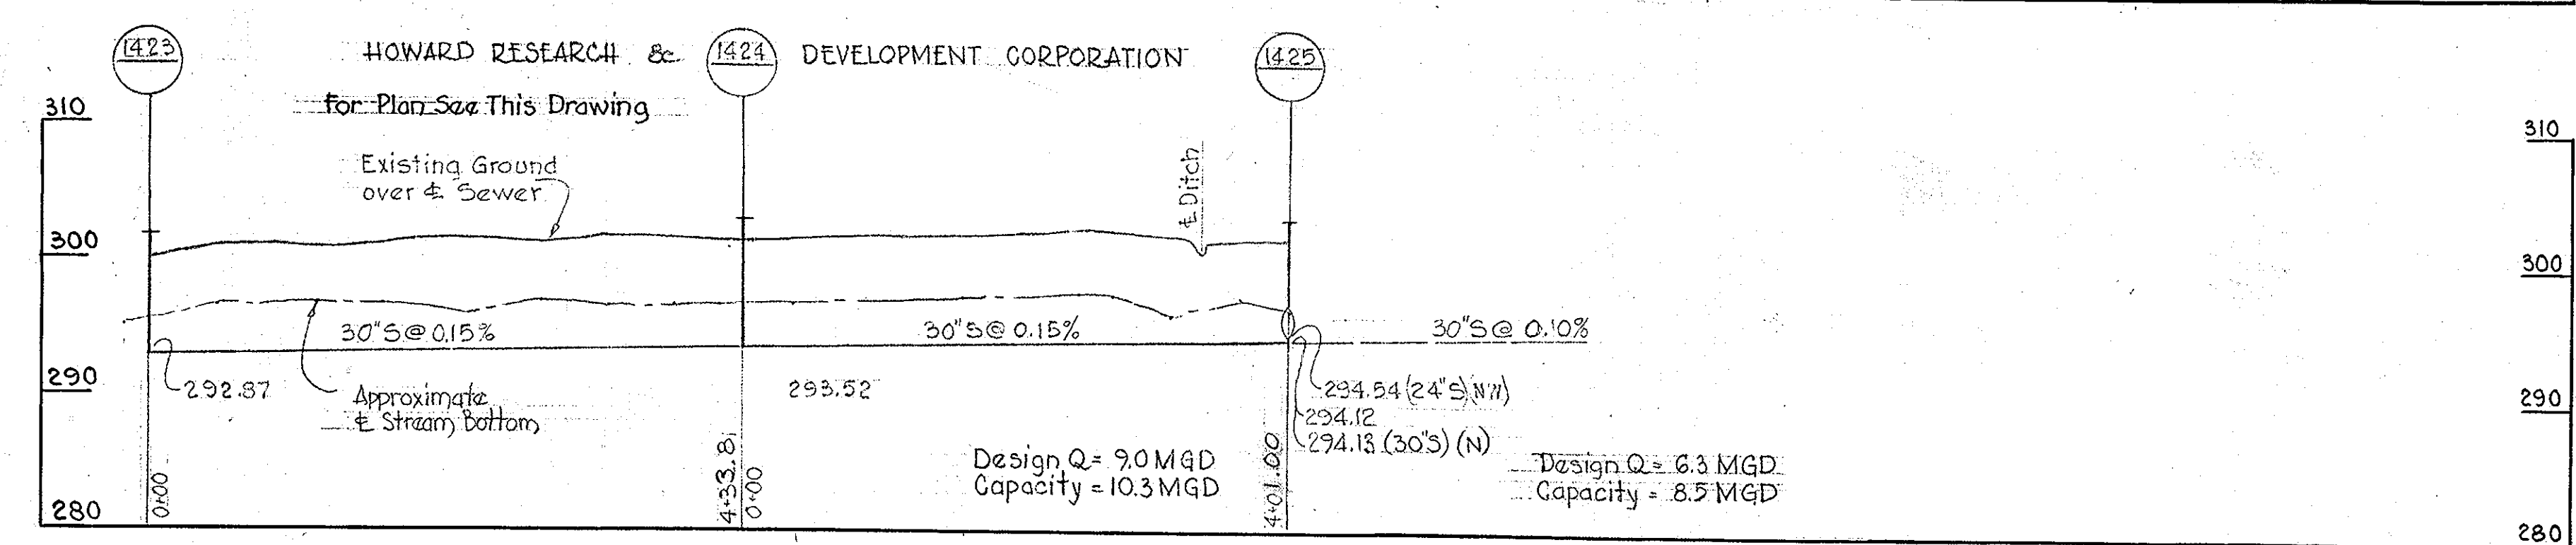 1423
HOWARD RESEARCH &
1424
DEVELOPMENT CORPORATION
1425
For Plan See This Drawing
310
310
Existing Ground
over ℄ Sewer
℄ Ditch
300
300
30"S@ 0.15%
30"S@ 0.15%
30"S@ 0.10%
290
292.87
Approximate
℄ Stream Bottom
293.52
294.54 (24"S)(NW)
294.12
294.13 (30"S) (N)
290
0+00
4+33.8
0+00
Design Q = 9.0 MGD
Capacity = 10.3 MGD
4+01.00
Design Q = 6.3 MGD
Capacity = 8.5 MGD
280
280